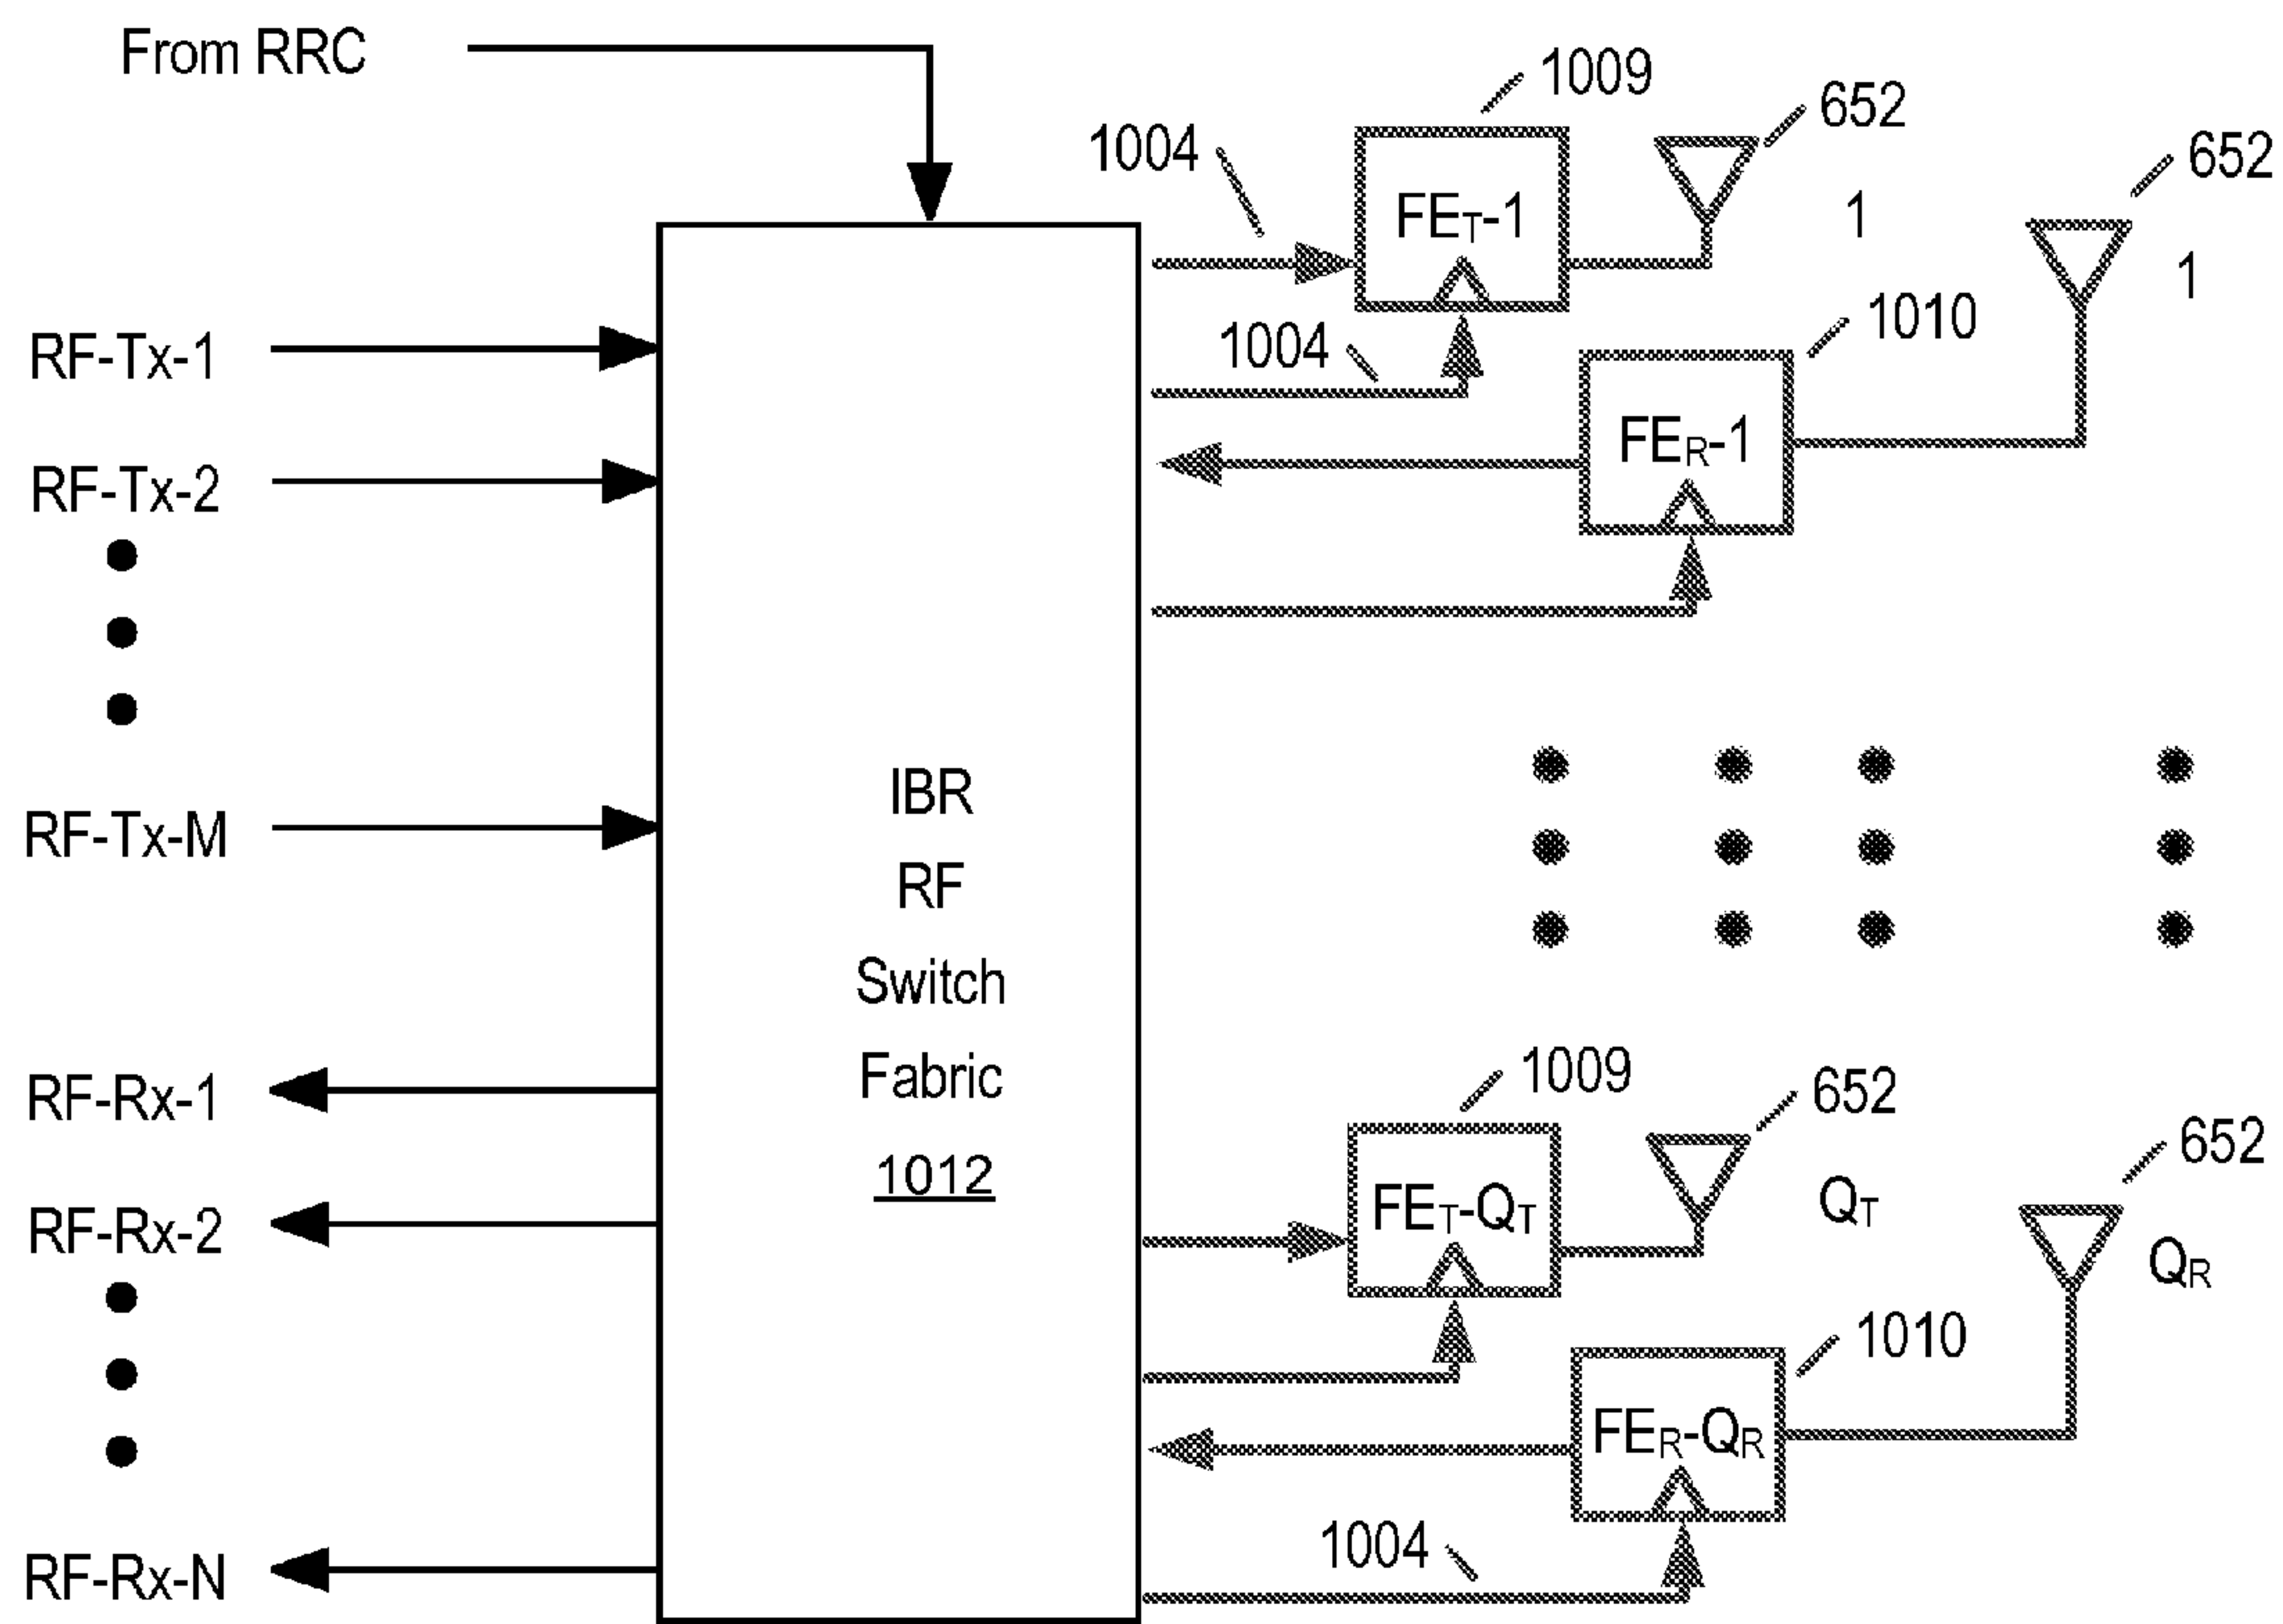 From RRC
1009
652
1004
652
FET-1
1
1
RF-Tx-1
1004
1010
FER-1
RF-Tx-2
IBR
RF-Tx-M
RF
Switch
Fabric
1012
RF-Rx-1
1009
652
652
RF-Rx-2
FET-QT
QT
QR
1010
FER-QR
1004
RF-Rx-N